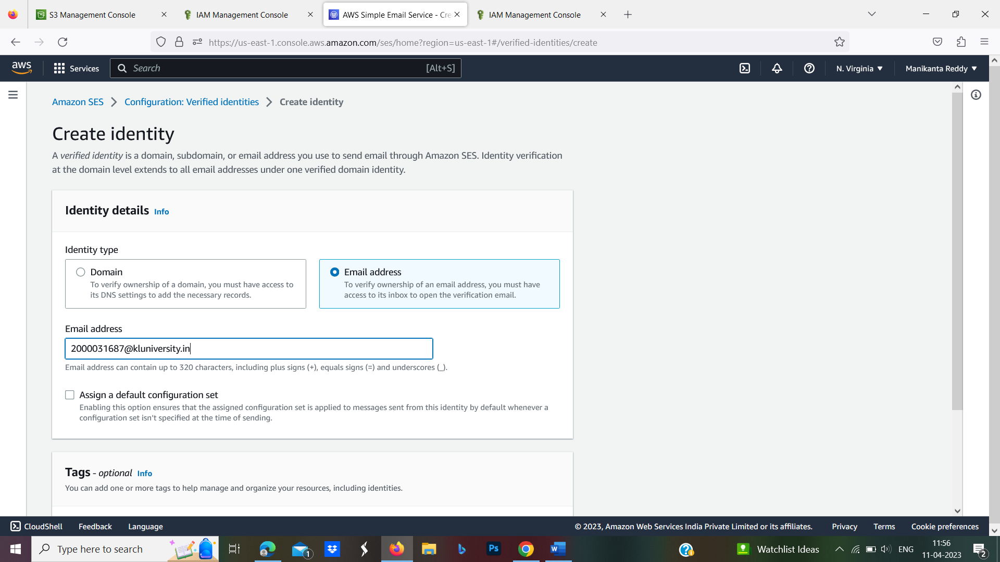 S3 Management Console
IAM Management Console
AWS Simple Email Service - Cre
IAM Management Console
https://us-east-1.console.aws.amazon.com/ses/home?region=us-east-1#/verified-identities/create
aws
Services
Search
[Alt+S]
N. Virginia
Manikanta Reddy
Amazon SES
Configuration: Verified identities
Create identity
Create identity
A verified identity is a domain, subdomain, or email address you use to send email through Amazon SES. Identity verification
at the domain level extends to all email addresses under one verified domain identity.
Identity details Info
Identity type
Domain
To verify ownership of a domain, you must have access to
its DNS settings to add the necessary records.
Email address
To verify ownership of an email address, you must have
access to its inbox to open the verification email.
Email address
2000031687@kluniversity.in
Email address can contain up to 320 characters, including plus signs (+), equals signs (=) and underscores (_).
Assign a default configuration set
Enabling this option ensures that the assigned configuration set is applied to messages sent from this identity by default whenever a
configuration set isn't specified at the time of sending.
Tags - optional Info
You can add one or more tags to help manage and organize your resources, including identities.
CloudShell
Feedback
Language
© 2023, Amazon Web Services India Private Limited or its affiliates.
Privacy
Terms
Cookie preferences
Type here to search
1
Ps
W
Watchlist Ideas
ENG
11:56
11-04-2023
2